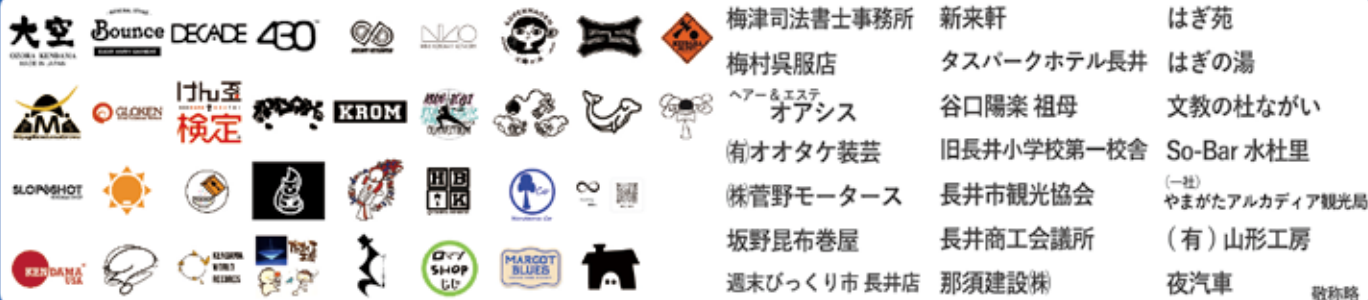 大空
OZORA KENDAMA
MADE IN JAPAN
Bounce
DECADE
430
けん玉
検定
GLOKEN
KROM
HBK
KENDAMA
USA
KENDAMA
WORLD
RECORDS
ロマン
SHOP
じじ
MARGOT
BLUES
梅津司法書士事務所
梅村呉服店
ヘアー&エステ
オアシス
㈲オオタケ装芸
㈱菅野モータース
坂野昆布巻屋
週末びっくり市 長井店
新来軒
タスパークホテル長井
谷口陽楽 祖母
旧長井小学校第一校舎
長井市観光協会
長井商工会議所
那須建設㈱
はぎ苑
はぎの湯
文教の杜ながい
So-Bar 水杜里
(一社)
やまがたアルカディア観光局
(有)山形工房
夜汽車
敬称略